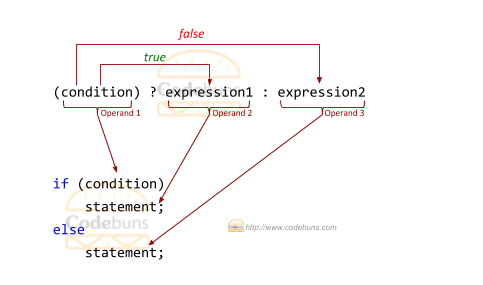 false
true
(condition) ? expression1 : expression2
Operand 1 Operand 2 Operand 3
Codebuns
if (condition)
statement;
Codebuns
else
http://www.codebuns.com
statement;